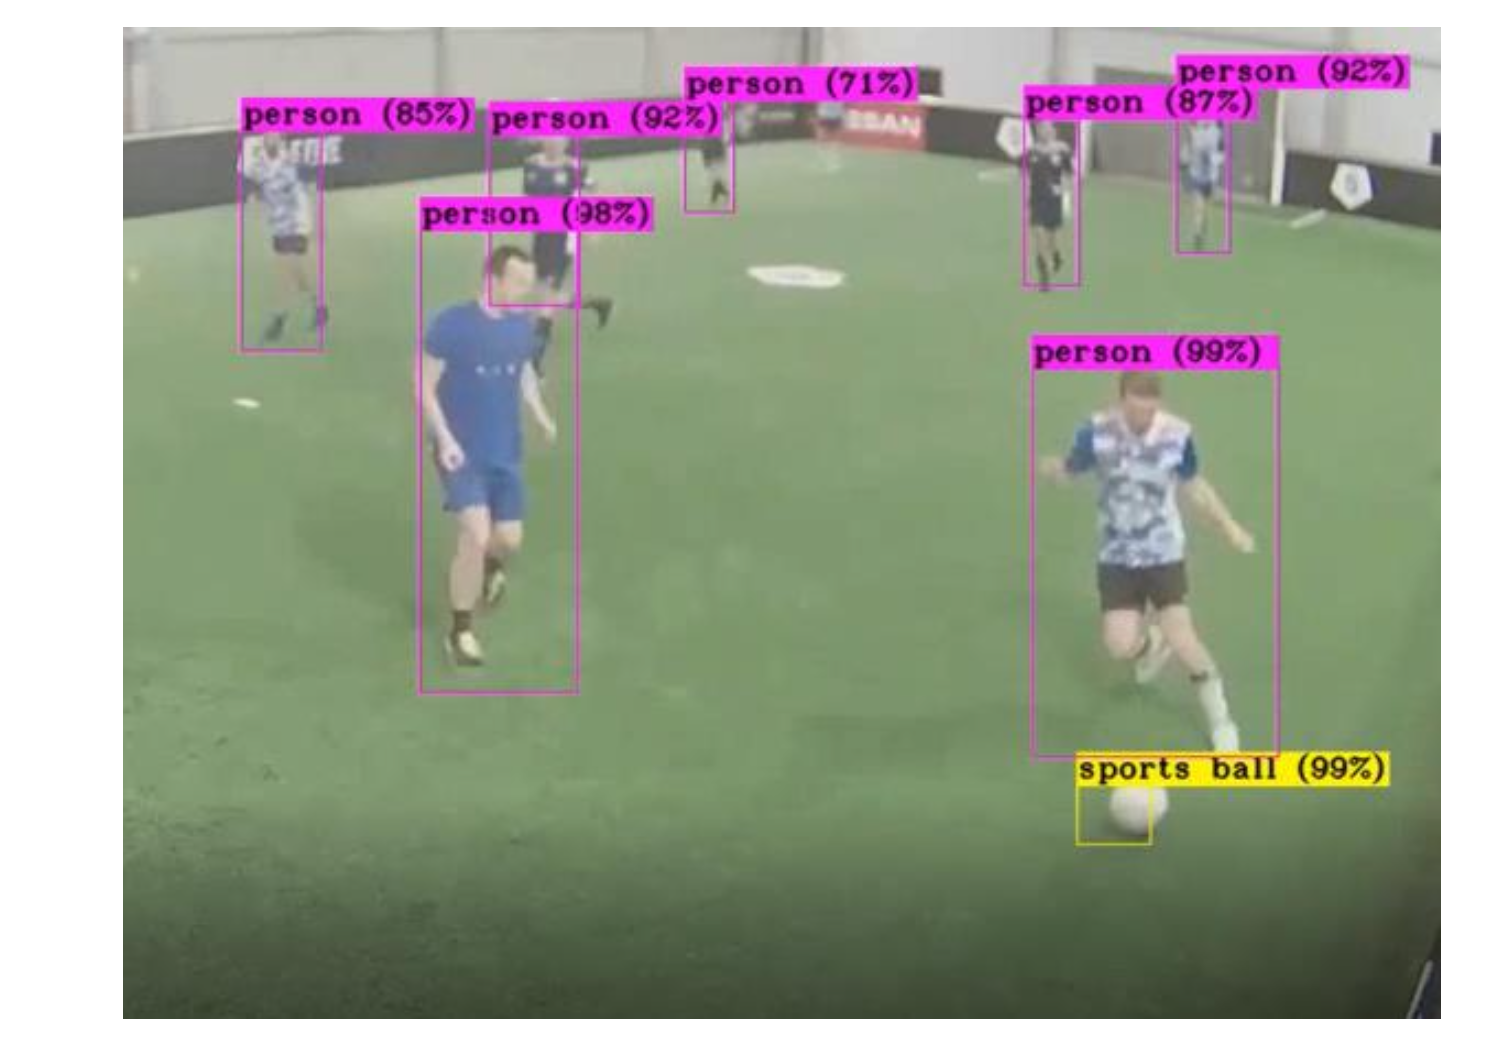 person (92%)
person (71%)
person (87%)
person (85%)
person (92%)
person (98%)
person (99%)
sports ball (99%)